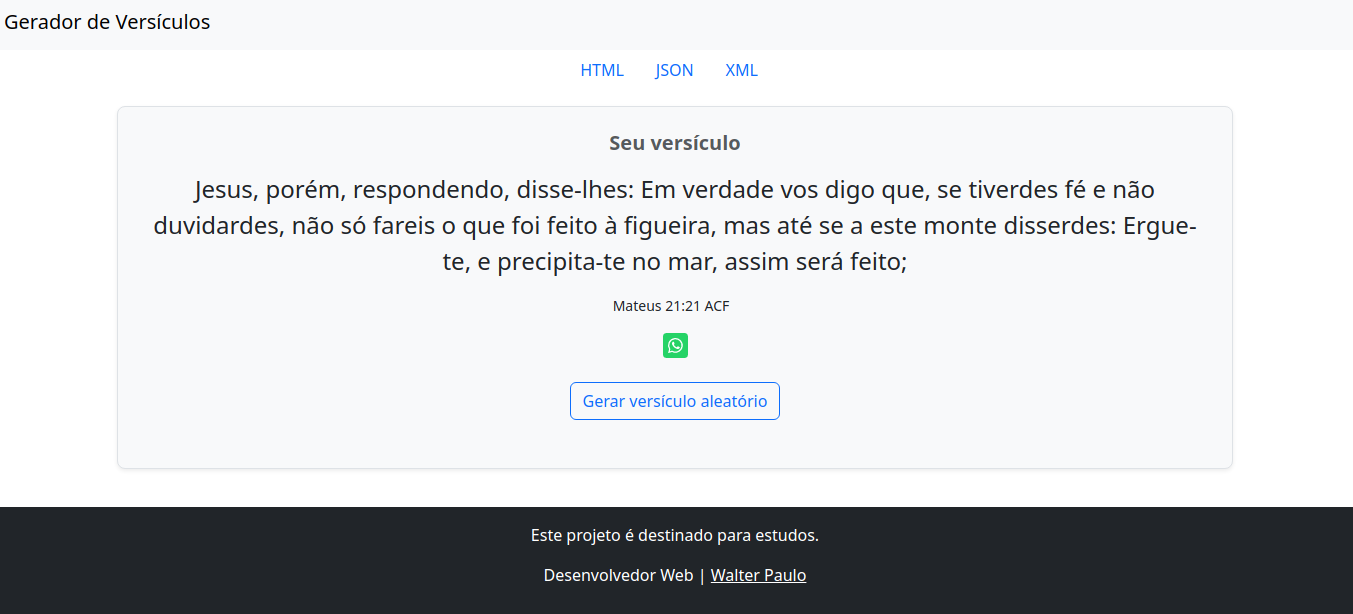 Gerador de Versículos
HTML JSON XML
Seu versículo
Jesus, porém, respondendo, disse-lhes: Em verdade vos digo que, se tiverdes fé e não
duvidardes, não só fareis o que foi feito à figueira, mas até se a este monte disserdes: Ergue-
te, e precipita-te no mar, assim será feito;
Mateus 21:21 ACF
Gerar versículo aleatório
Este projeto é destinado para estudos.
Desenvolvedor Web | Walter Paulo